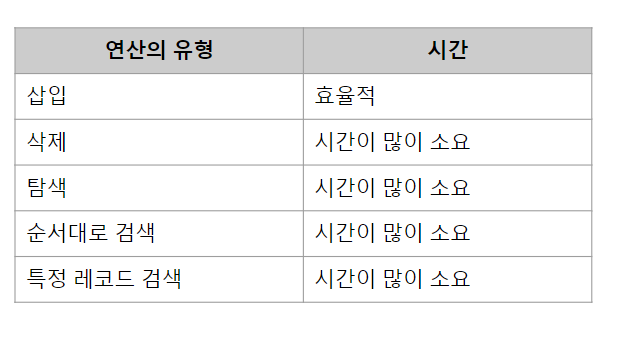 연산의 유형 시간
삽입 효율적
삭제 시간이 많이 소요
탐색 시간이 많이 소요
순서대로 검색 시간이 많이 소요
특정 레코드 검색 시간이 많이 소요